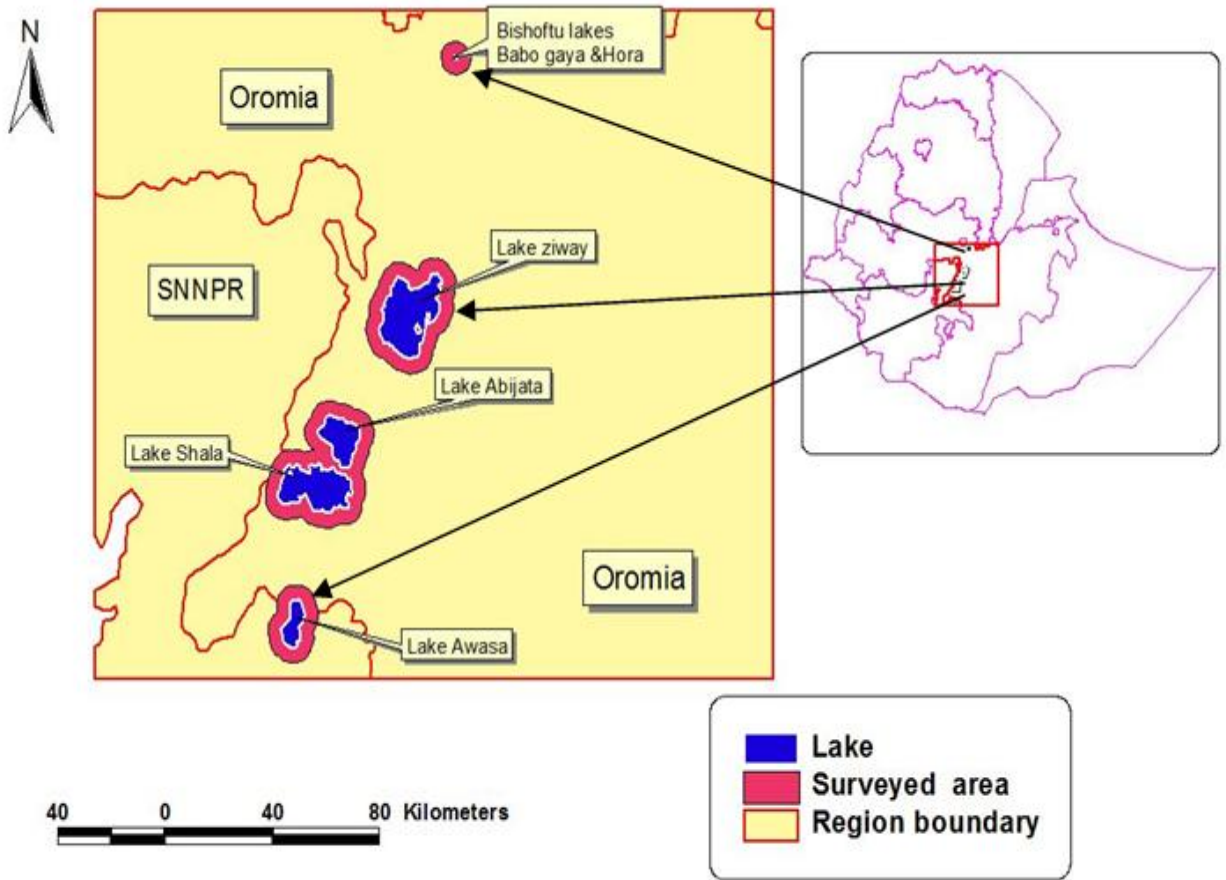 N
Bishoftu lakes
Babo gaya &Hora
Oromia
Lake ziway
SNNPR
Lake Abijata
Lake Shala
Oromia
Lake Awasa
Lake
Surveyed area
Region boundary
40 0 40 80 Kilometers